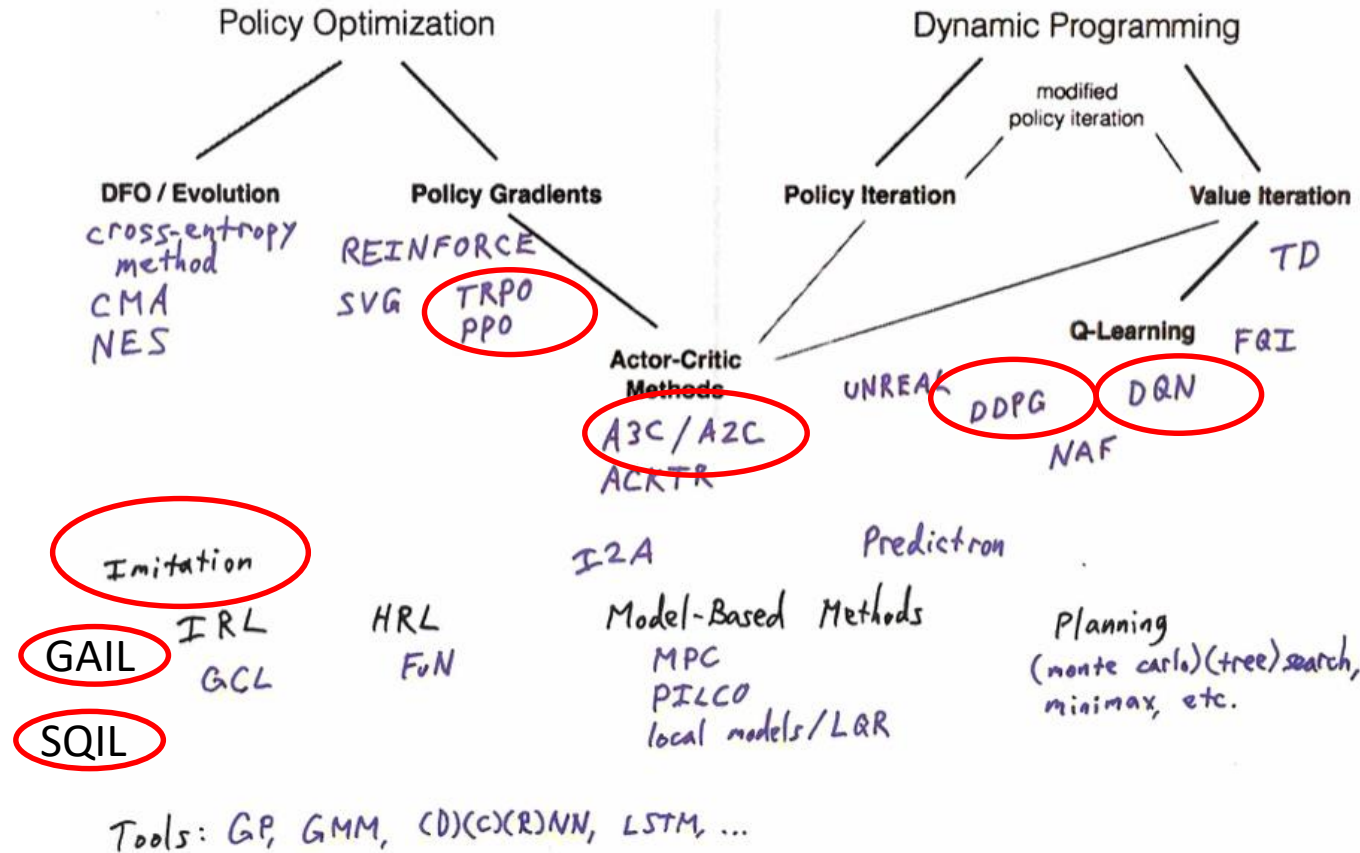 Policy Optimization
Dynamic Programming
modified
policy iteration
DFO / Evolution
Policy Gradients
Policy Iteration
Value Iteration
cross-entropy
method
CMA
NES
REINFORCE
SVG
TRPO
PPO
TD
Q-Learning
FQI
Actor-Critic
Methods
A3C/A2C
ACKTR
UNREAL
DDPG
DQN
NAF
Imitation
I2A
Predictron
IRL
GAIL
GCL
SQIL
HRL
FuN
Model-Based Methods
MPC
PILCO
local models/LQR
Planning
(monte carlo)(tree)search,
minimax, etc.
Tools: GP, GMM, (D)(C)(R)NN, LSTM, ...